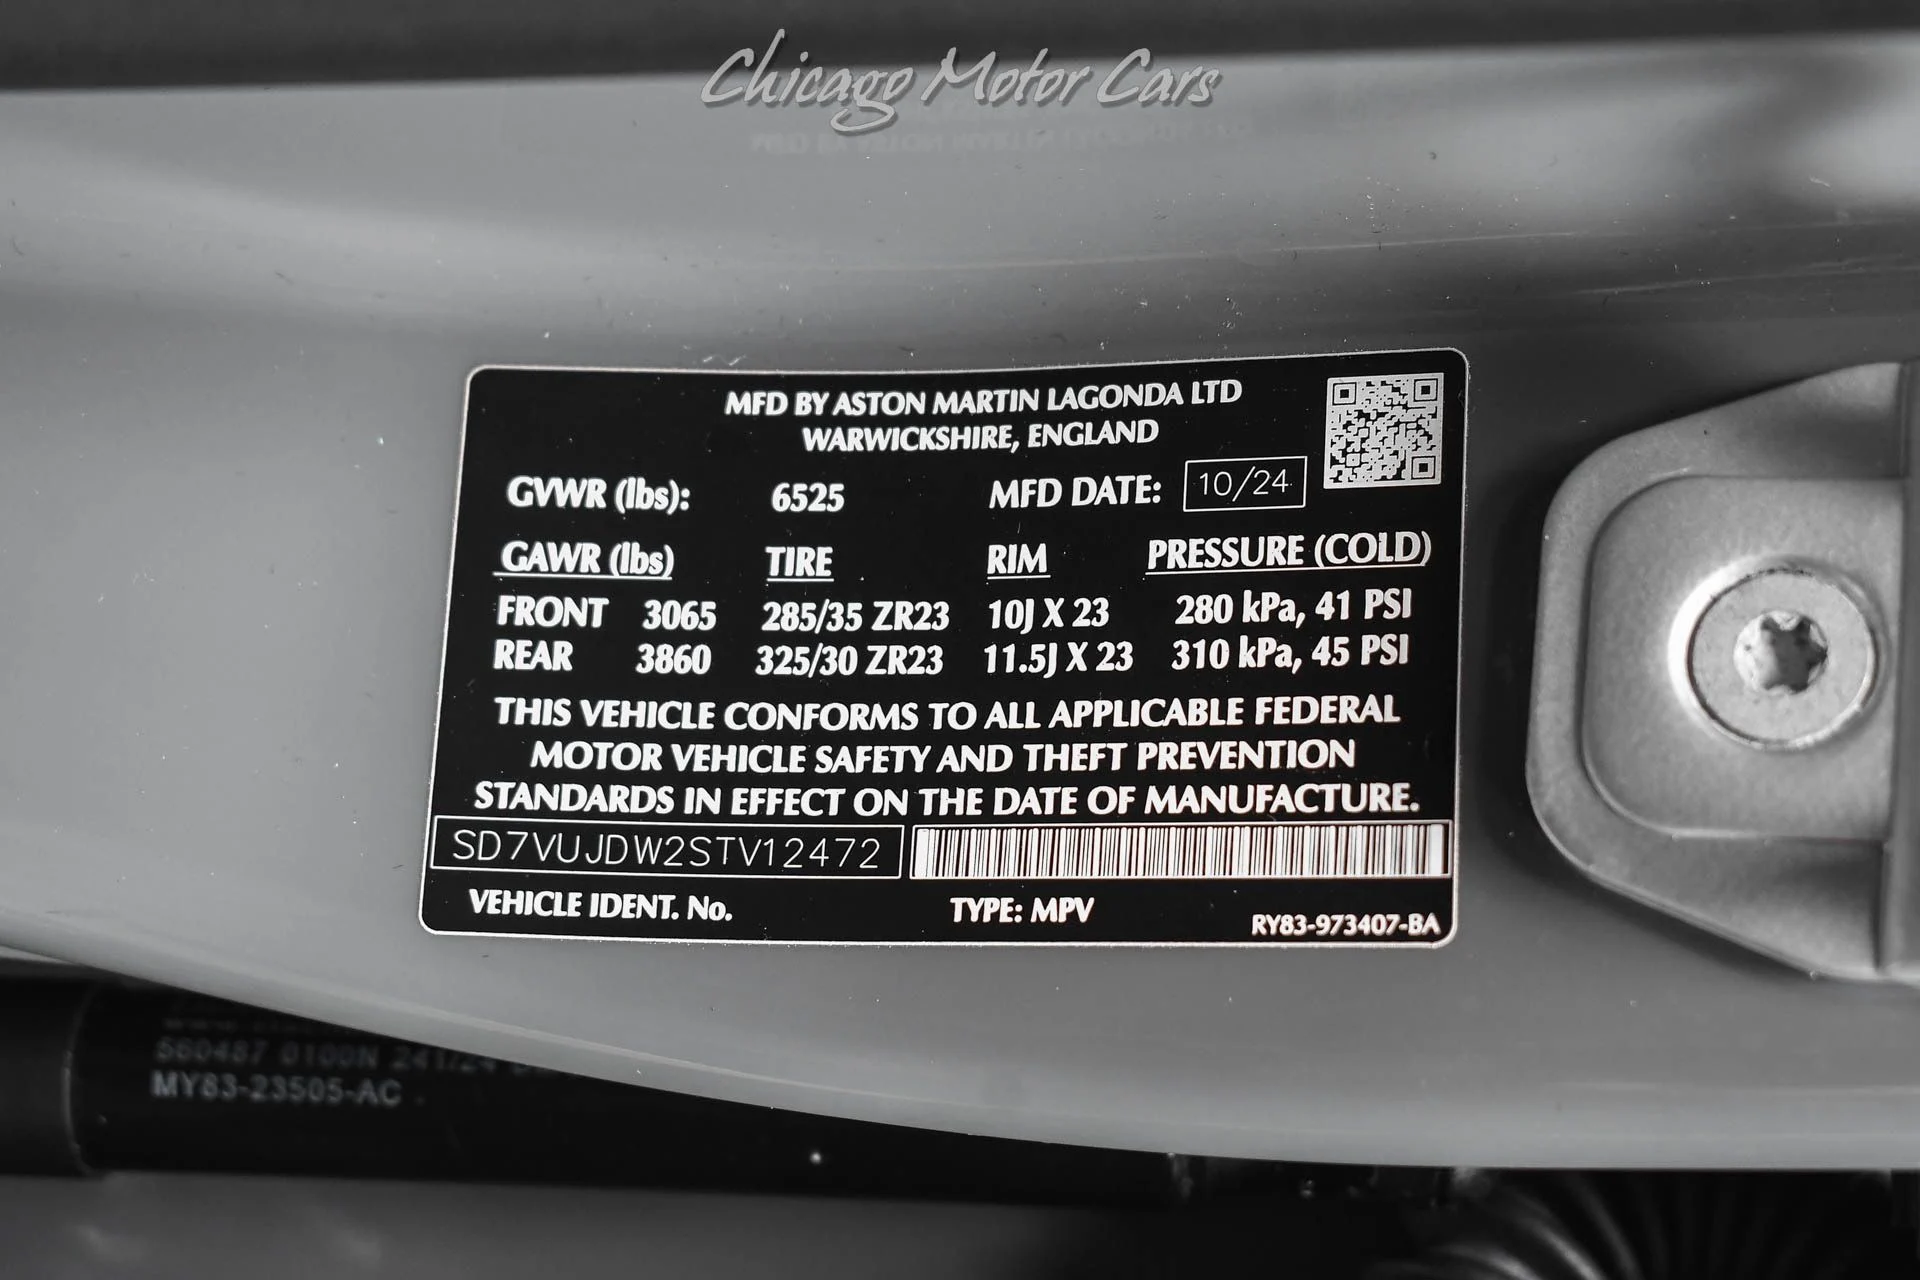 Chicago Motor Cars
MFD BY ASTON MARTIN LAGONDA LTD
WARWICKSHIRE, ENGLAND
GVWR (lbs): 6525 MFD DATE: 10/24
GAWR (lbs) TIRE RIM PRESSURE (COLD)
FRONT 3065 285/35 ZR23 10J X 23 280 kPa, 41 PSI
REAR 3860 325/30 ZR23 11.5J X 23 310 kPa, 45 PSI
THIS VEHICLE CONFORMS TO ALL APPLICABLE FEDERAL
MOTOR VEHICLE SAFETY AND THEFT PREVENTION
STANDARDS IN EFFECT ON THE DATE OF MANUFACTURE.
SD7VUJDW2STV12472
VEHICLE IDENT. No. TYPE: MPV RY83-973407-BA
560487 0100N 241/24
MY83-23505-AC